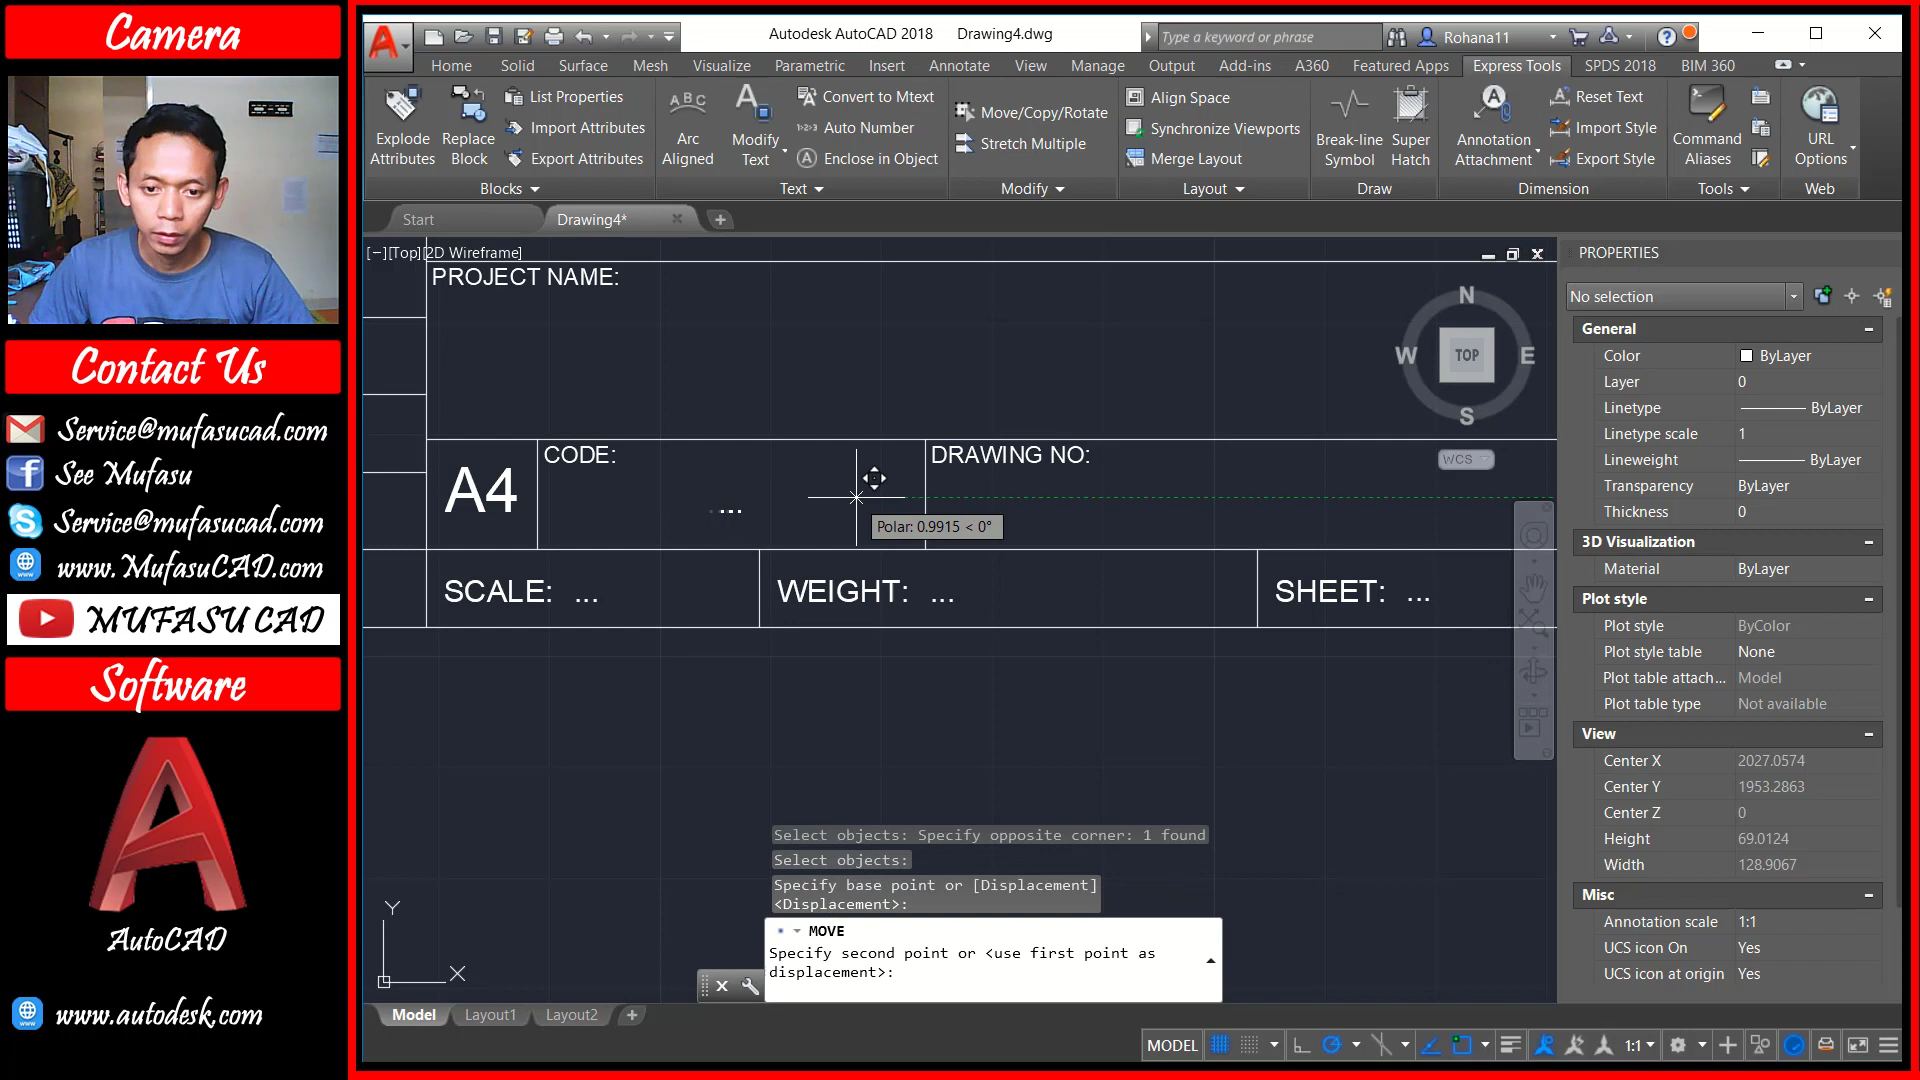 Camera
Contact Us
Service@mufasucad.com
See Mufasu
Service@mufasucad.com
www.MufasuCAD.com
MUFASU CAD
Software
AutoCAD
www.autodesk.com
Autodesk AutoCAD 2018 Drawing4.dwg
Type a keyword or phrase
Rohana11
Home Solid Surface Mesh Visualize Parametric Insert Annotate View Manage Output Add-ins A360 Featured Apps Express Tools SPDS 2018 BIM 360
Explode Attributes
Replace Block
List Properties
Import Attributes
Export Attributes
Blocks
ABC
Arc Aligned
Modify Text
Convert to Mtext
Auto Number
Enclose in Object
Text
Move/Copy/Rotate
Stretch Multiple
Modify
Align Space
Synchronize Viewports
Merge Layout
Layout
Break-line Symbol
Super Hatch
Draw
Annotation Attachment
Reset Text
Import Style
Export Style
Dimension
Command Aliases
Tools
URL Options
Web
Start
Drawing4*
[−][Top][2D Wireframe]
PROJECT NAME:
N
W TOP E
S
WCS
A4
CODE:
...
DRAWING NO:
Polar: 0.9915 < 0°
SCALE: ...
WEIGHT: ...
SHEET: ...
Y
X
Select objects: Specify opposite corner: 1 found
Select objects:
Specify base point or [Displacement]
<Displacement>:
MOVE
Specify second point or <use first point as
displacement>:
Model Layout1 Layout2
MODEL
1:1
PROPERTIES
No selection
General
Color ByLayer
Layer 0
Linetype ByLayer
Linetype scale 1
Lineweight ByLayer
Transparency ByLayer
Thickness 0
3D Visualization
Material ByLayer
Plot style
Plot style ByColor
Plot style table None
Plot table attach... Model
Plot table type Not available
View
Center X 2027.0574
Center Y 1953.2863
Center Z 0
Height 69.0124
Width 128.9067
Misc
Annotation scale 1:1
UCS icon On Yes
UCS icon at origin Yes